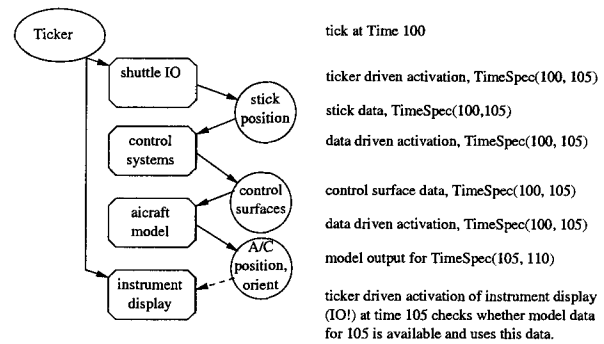 Ticker
tick at Time 100
shuttle IO
ticker driven activation, TimeSpec(100, 105)
stick
position
stick data, TimeSpec(100,105)
control
systems
data driven activation, TimeSpec(100, 105)
control
surfaces
control surface data, TimeSpec(100, 105)
aicraft
model
data driven activation, TimeSpec(100, 105)
A/C
position,
orient
model output for TimeSpec(105, 110)
instrument
display
ticker driven activation of instrument display
(IO!) at time 105 checks whether model data
for 105 is available and uses this data.